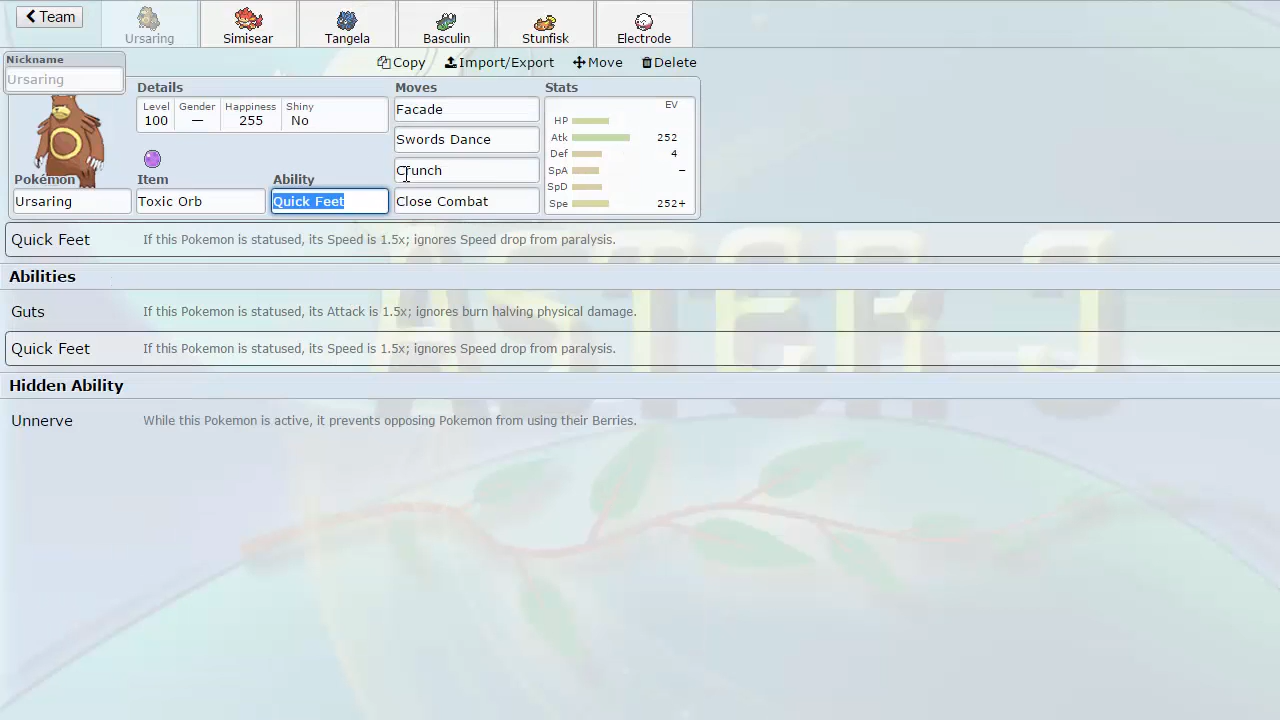 Team
Ursaring
Simisear
Tangela
Basculin
Stunfisk
Electrode
Nickname
Ursaring
Copy
Import/Export
Move
Delete
Details
Moves
Stats
Level
Gender
Happiness
Shiny
100
—
255
No
EV
Facade
Swords Dance
Crunch
Close Combat
HP
Atk 252
Def 4
SpA –
SpD
Spe 252+
Pokémon
Item
Ability
Ursaring
Toxic Orb
Quick Feet
Quick Feet If this Pokemon is statused, its Speed is 1.5x; ignores Speed drop from paralysis.
Abilities
Guts If this Pokemon is statused, its Attack is 1.5x; ignores burn halving physical damage.
Quick Feet If this Pokemon is statused, its Speed is 1.5x; ignores Speed drop from paralysis.
Hidden Ability
Unnerve While this Pokemon is active, it prevents opposing Pokemon from using their Berries.
ASTER J